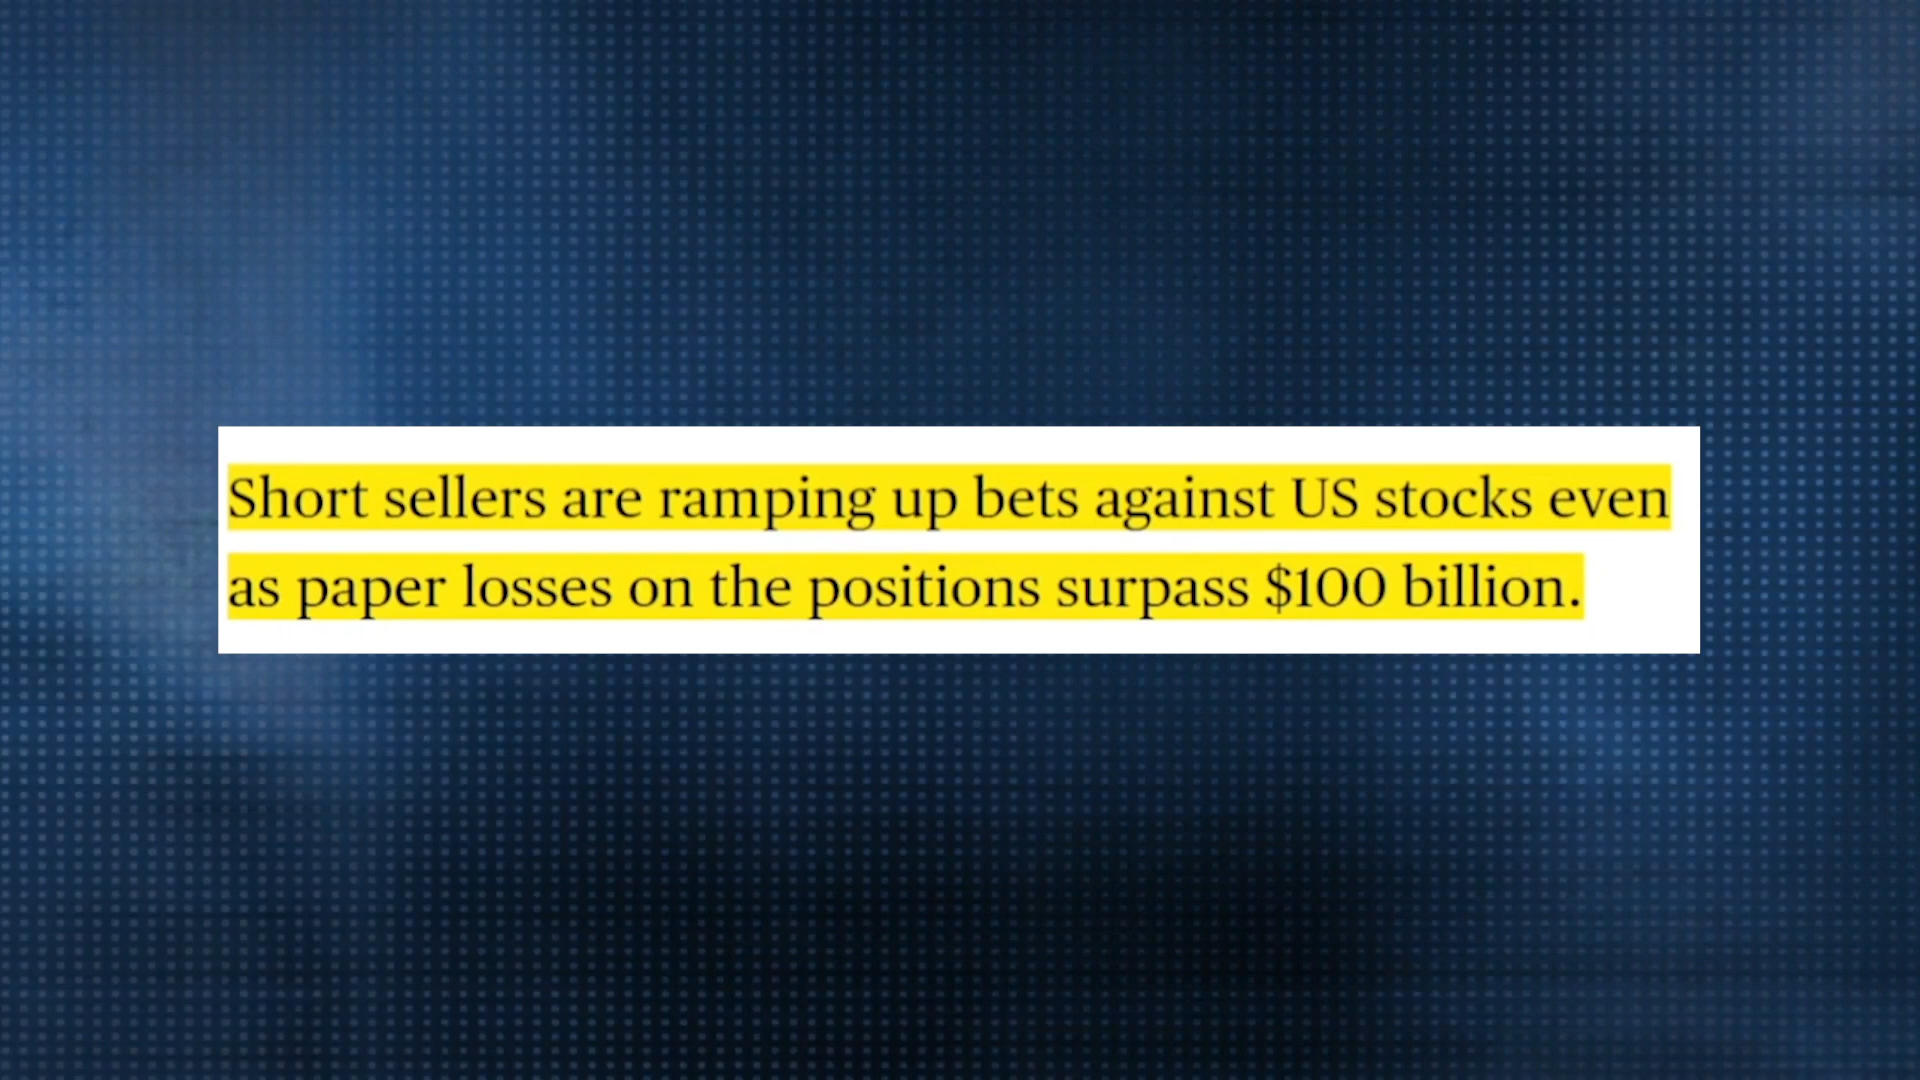 Short sellers are ramping up bets against US stocks even
as paper losses on the positions surpass $100 billion.